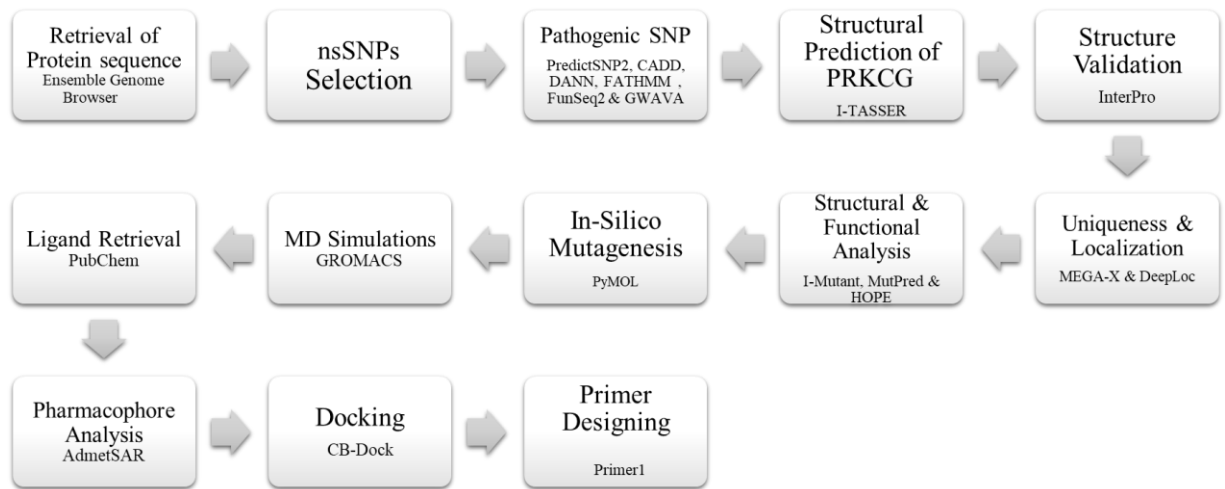 Retrieval of
Protein sequence
Ensemble Genome
Browser
nsSNPs
Selection
Pathogenic SNP
PredictSNP2, CADD,
DANN, FATHMM ,
FunSeq2 & GWAVA
Structural
Prediction of
PRKCG
I-TASSER
Structure
Validation
InterPro
Uniqueness &
Localization
MEGA-X & DeepLoc
Structural &
Functional
Analysis
I-Mutant, MutPred &
HOPE
In-Silico
Mutagenesis
PyMOL
MD Simulations
GROMACS
Ligand Retrieval
PubChem
Pharmacophore
Analysis
AdmetSAR
Docking
CB-Dock
Primer
Designing
Primer1